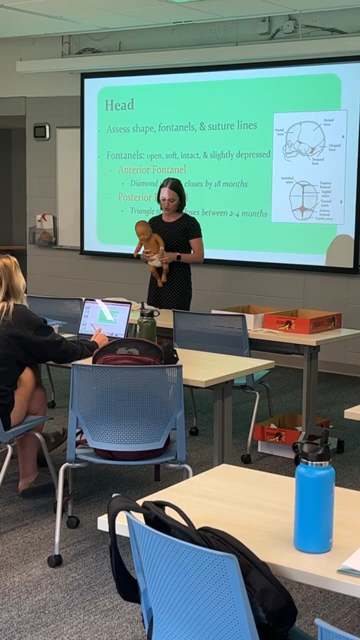 Head
Assess shape, fontanels, & suture lines
Fontanels: open, soft, intact, & slightly depressed
Anterior Fontanel
Diamond closes by 18 months
Posterior
Triangle closes between 2-4 months